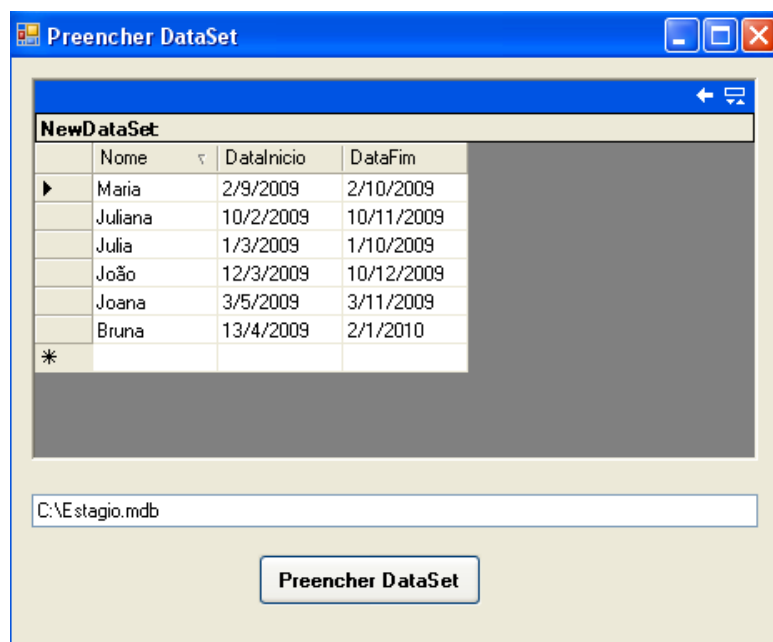 Preencher DataSet
NewDataSet:
Nome DataInicio DataFim
Maria 2/9/2009 2/10/2009
Juliana 10/2/2009 10/11/2009
Julia 1/3/2009 1/10/2009
João 12/3/2009 10/12/2009
Joana 3/5/2009 3/11/2009
Bruna 13/4/2009 2/1/2010
C:\Estagio.mdb
Preencher DataSet